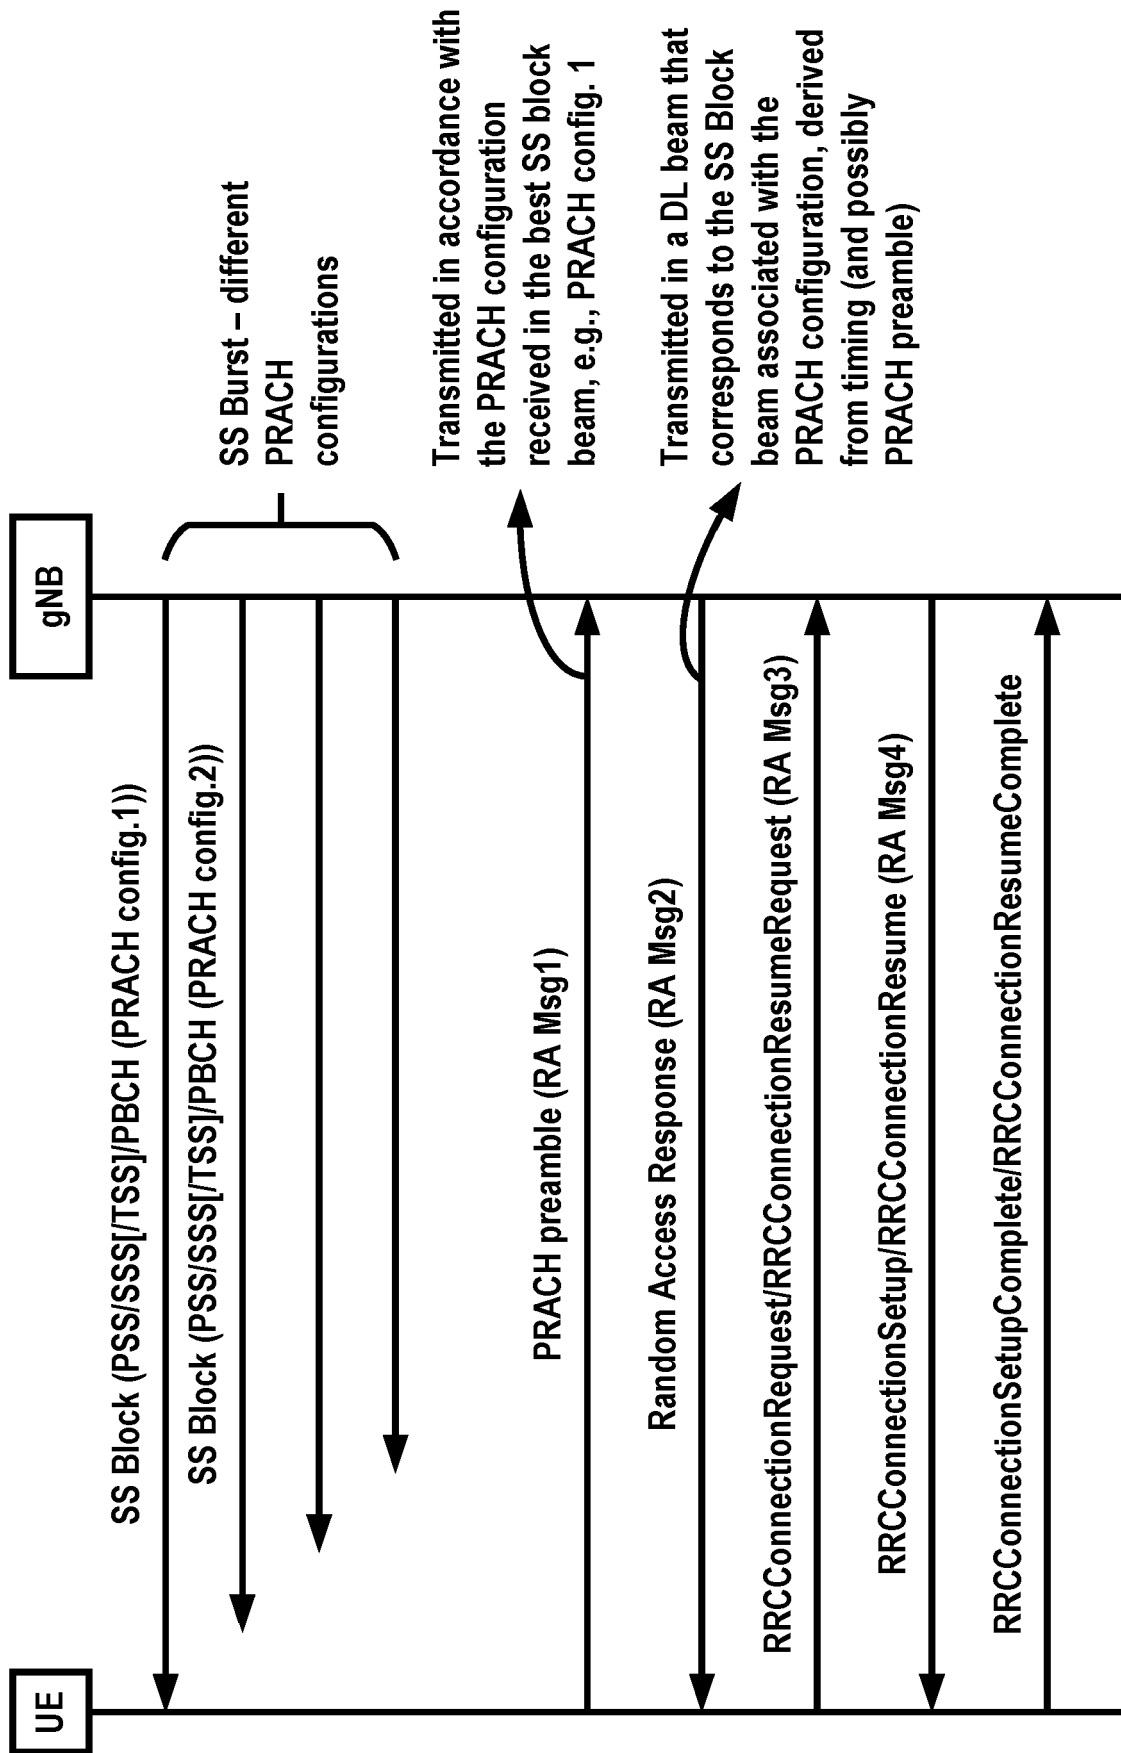 UE
gNB
SS Block (PSS/SSS[/TSS]/PBCH (PRACH config.1))
SS Block (PSS/SSS[/TSS]/PBCH (PRACH config.2))
SS Burst – different
PRACH
configurations
PRACH preamble (RA Msg1)
Transmitted in accordance with
the PRACH configuration
received in the best SS block
beam, e.g., PRACH config. 1
Random Access Response (RA Msg2)
Transmitted in a DL beam that
corresponds to the SS Block
beam associated with the
PRACH configuration, derived
from timing (and possibly
PRACH preamble)
RRCConnectionRequest/RRCConnectionResumeRequest (RA Msg3)
RRCConnectionSetup/RRCConnectionResume (RA Msg4)
RRCConnectionSetupComplete/RRCConnectionResumeComplete